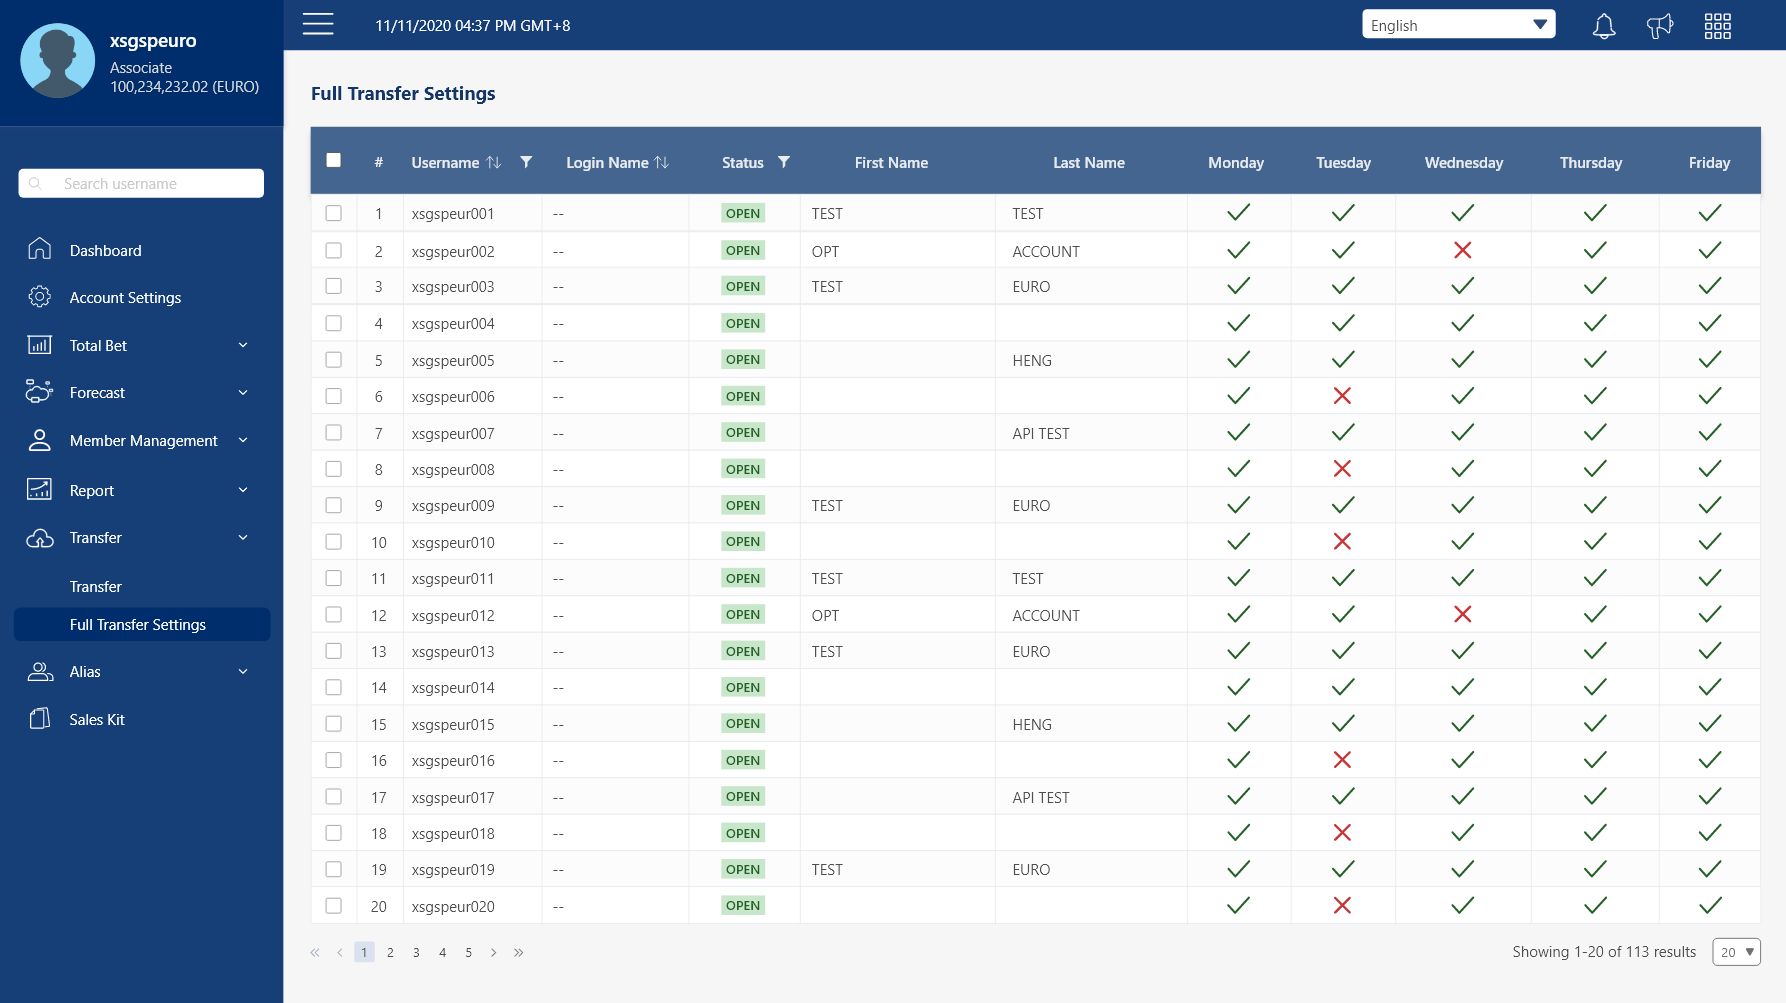 xsgspeuro
Associate
100,234,232.02 (EURO)
11/11/2020 04:37 PM GMT+8
English
Search username
Dashboard
Account Settings
Total Bet
Forecast
Member Management
Report
Transfer
Transfer
Full Transfer Settings
Alias
Sales Kit
Full Transfer Settings
# Username Login Name Status First Name Last Name Monday Tuesday Wednesday Thursday Friday
1 xsgspeur001 -- OPEN TEST TEST
2 xsgspeur002 -- OPEN OPT ACCOUNT
3 xsgspeur003 -- OPEN TEST EURO
4 xsgspeur004 -- OPEN
5 xsgspeur005 -- OPEN HENG
6 xsgspeur006 -- OPEN
7 xsgspeur007 -- OPEN API TEST
8 xsgspeur008 -- OPEN
9 xsgspeur009 -- OPEN TEST EURO
10 xsgspeur010 -- OPEN
11 xsgspeur011 -- OPEN TEST TEST
12 xsgspeur012 -- OPEN OPT ACCOUNT
13 xsgspeur013 -- OPEN TEST EURO
14 xsgspeur014 -- OPEN
15 xsgspeur015 -- OPEN HENG
16 xsgspeur016 -- OPEN
17 xsgspeur017 -- OPEN API TEST
18 xsgspeur018 -- OPEN
19 xsgspeur019 -- OPEN TEST EURO
20 xsgspeur020 -- OPEN
« ‹ 1 2 3 4 5 › »
Showing 1-20 of 113 results 20